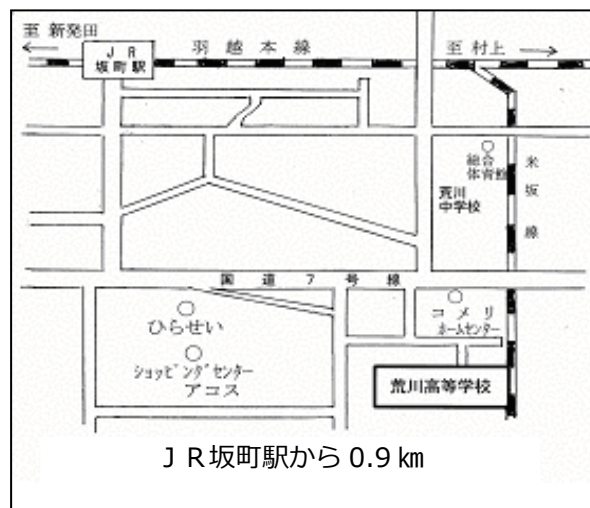 至 新発田
ＪＲ
坂町駅
羽越本線
至 村上
総合
体育館
荒川
中学校
米坂線
国道７号線
ひらせい
コメリ
ホームセンター
ショッピングセンター
アコス
荒川高等学校
ＪＲ坂町駅から 0.9 ㎞